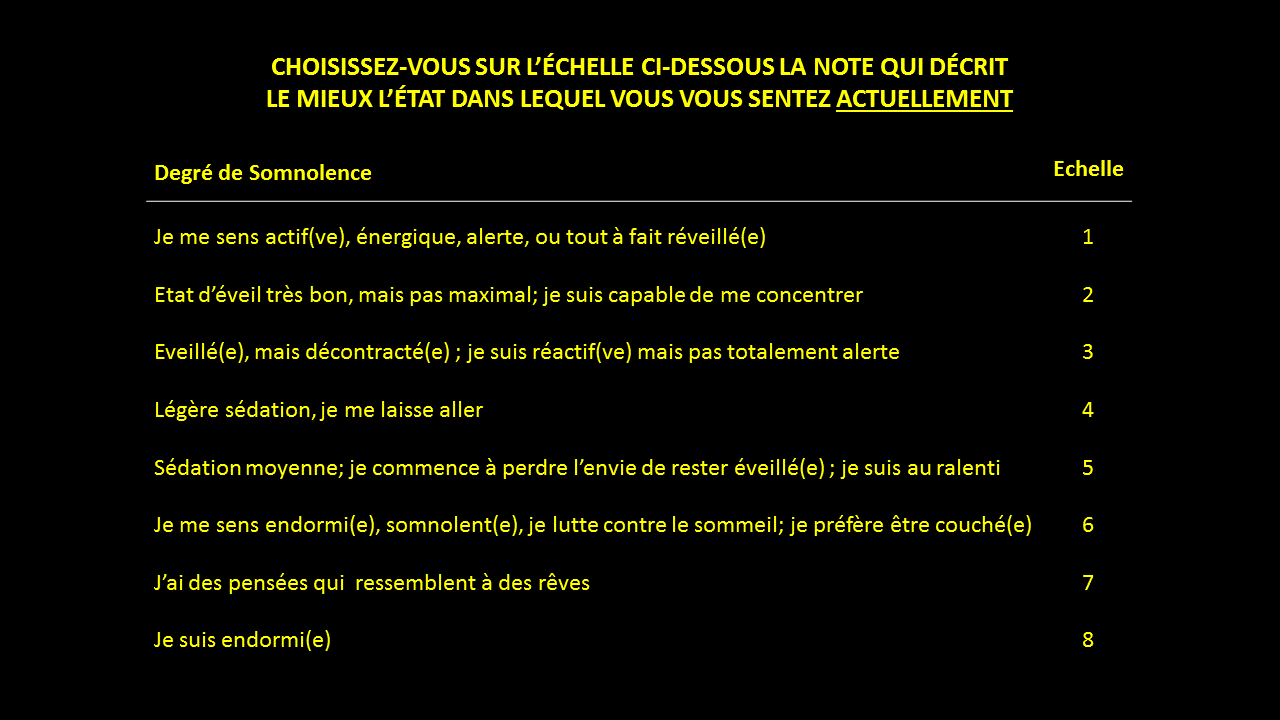 CHOISISSEZ-VOUS SUR L’ÉCHELLE CI-DESSOUS LA NOTE QUI DÉCRIT
LE MIEUX L’ÉTAT DANS LEQUEL VOUS VOUS SENTEZ ACTUELLEMENT
Degré de Somnolence Echelle
Je me sens actif(ve), énergique, alerte, ou tout à fait réveillé(e) 1
Etat d’éveil très bon, mais pas maximal; je suis capable de me concentrer 2
Eveillé(e), mais décontracté(e) ; je suis réactif(ve) mais pas totalement alerte 3
Légère sédation, je me laisse aller 4
Sédation moyenne; je commence à perdre l’envie de rester éveillé(e) ; je suis au ralenti 5
Je me sens endormi(e), somnolent(e), je lutte contre le sommeil; je préfère être couché(e) 6
J’ai des pensées qui  ressemblent à des rêves 7
Je suis endormi(e) 8